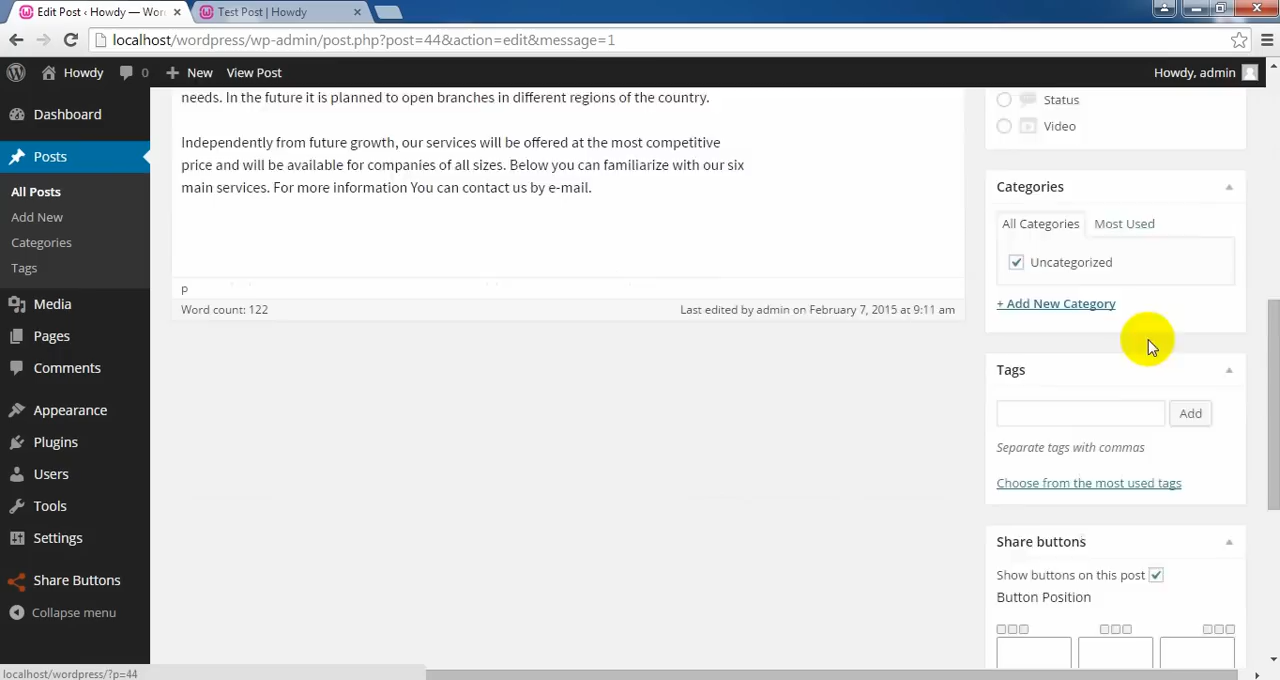 Edit Post ‹ Howdy — Wor
Test Post | Howdy
localhost/wordpress/wp-admin/post.php?post=44&action=edit&message=1
Howdy
0
New
View Post
Howdy, admin
Dashboard
Posts
All Posts
Add New
Categories
Tags
Media
Pages
Comments
Appearance
Plugins
Users
Tools
Settings
Share Buttons
Collapse menu
needs. In the future it is planned to open branches in different regions of the country.
Independently from future growth, our services will be offered at the most competitive
price and will be available for companies of all sizes. Below you can familiarize with our six
main services. For more information You can contact us by e-mail.
p
Word count: 122
Last edited by admin on February 7, 2015 at 9:11 am
Status
Video
Categories
All Categories
Most Used
Uncategorized
+ Add New Category
Tags
Add
Separate tags with commas
Choose from the most used tags
Share buttons
Show buttons on this post
Button Position
localhost/wordpress/?p=44